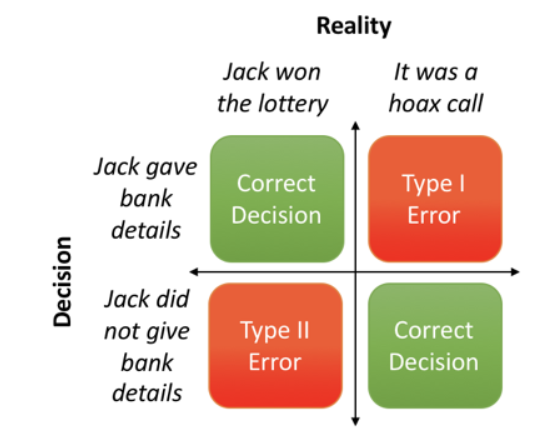 Reality
Jack won
the lottery
It was a
hoax call
Decision
Jack gave
bank
details
Correct
Decision
Type I
Error
Jack did
not give
bank
details
Type II
Error
Correct
Decision